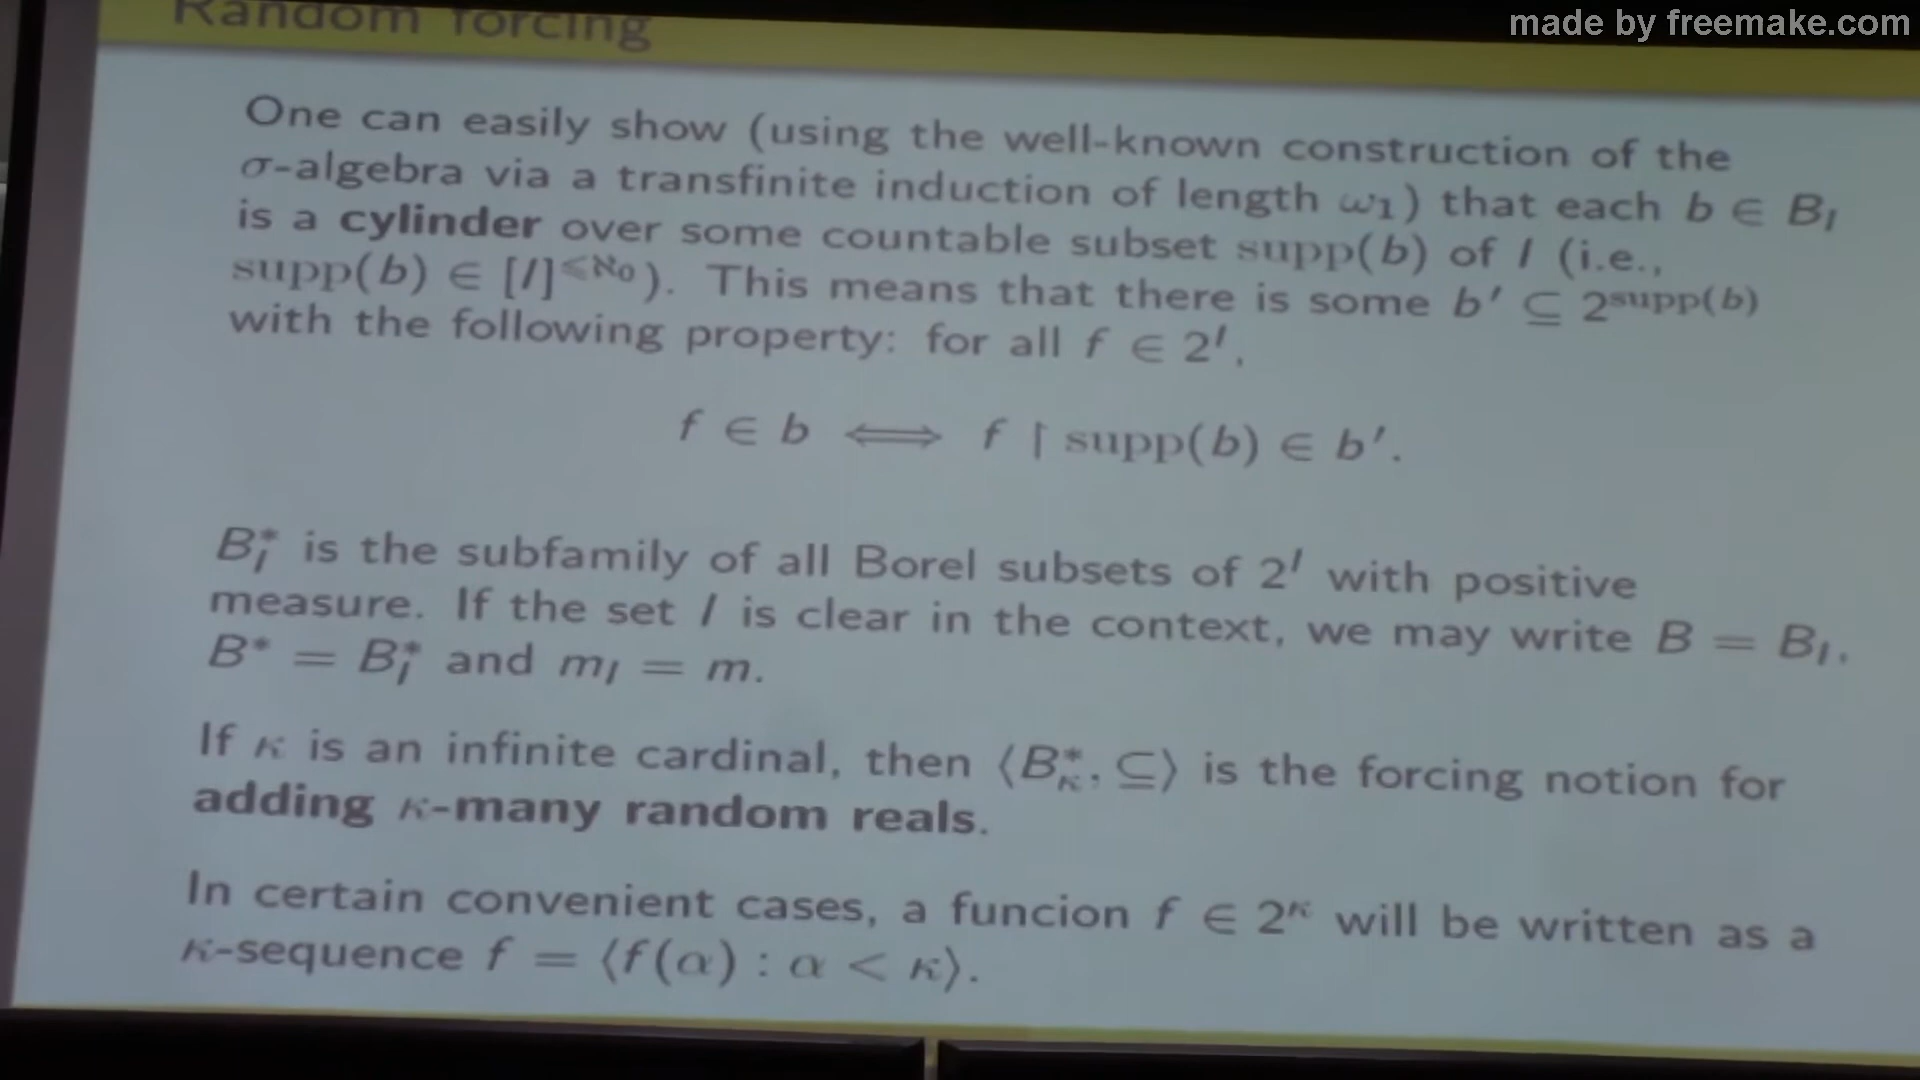 made by freemake.com
Random forcing
One can easily show (using the well-known construction of the
σ-algebra via a transfinite induction of length ω₁) that each b ∈ B_I
is a cylinder over some countable subset supp(b) of I (i.e.,
supp(b) ∈ [I]^{≤ℵ₀}). This means that there is some b′ ⊆ 2^{supp(b)}
with the following property: for all f ∈ 2^I,
f ∈ b ⟺ f ↾ supp(b) ∈ b′.
B*_I is the subfamily of all Borel subsets of 2^I with positive
measure. If the set I is clear in the context, we may write B = B_I,
B* = B*_I and m_I = m.
If κ is an infinite cardinal, then ⟨B*_κ, ⊆⟩ is the forcing notion for
adding κ-many random reals.
In certain convenient cases, a funcion f ∈ 2^κ will be written as a
κ-sequence f = ⟨f(α) : α < κ⟩.